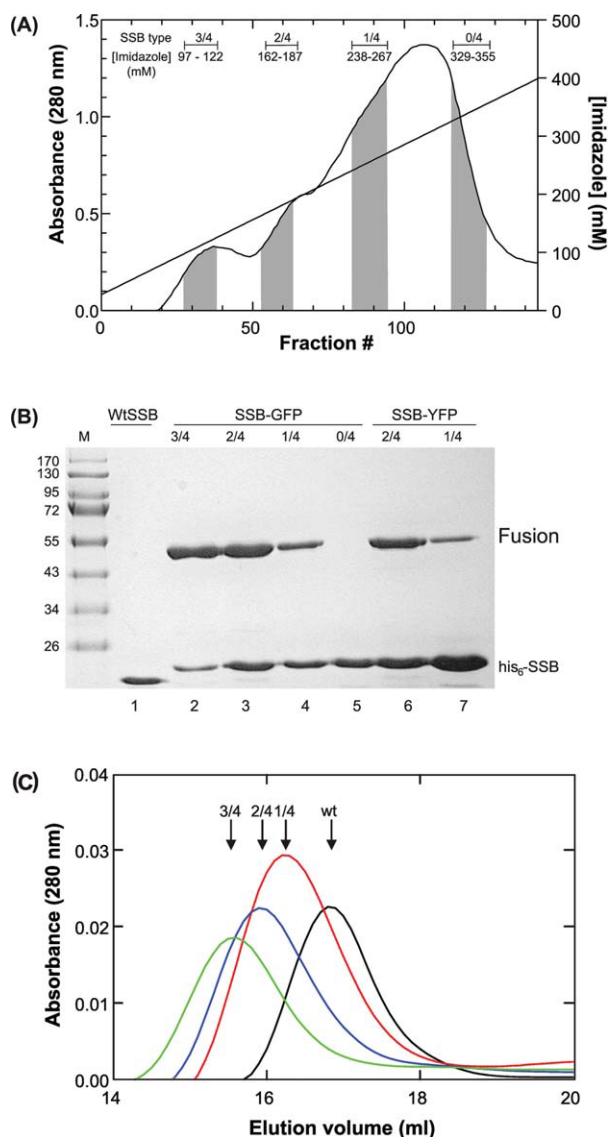 (A)
SSB type 3/4 2/4 1/4 0/4
[Imidazole] 97 - 122 162-187 238-267 329-355
(mM)
Absorbance (280 nm)
1.5
1.0
0.5
0.0
0 50 100
Fraction #
500
400
300
200
100
0
[Imidazole] (mM)
(B)
WtSSB SSB-GFP SSB-YFP
M 3/4 2/4 1/4 0/4 2/4 1/4
170
130
95
72
55
43
34
26
Fusion
his6-SSB
1 2 3 4 5 6 7
(C)
3/4 2/4 1/4 wt
Absorbance (280 nm)
0.04
0.03
0.02
0.01
0.00
14 16 18 20
Elution volume (ml)